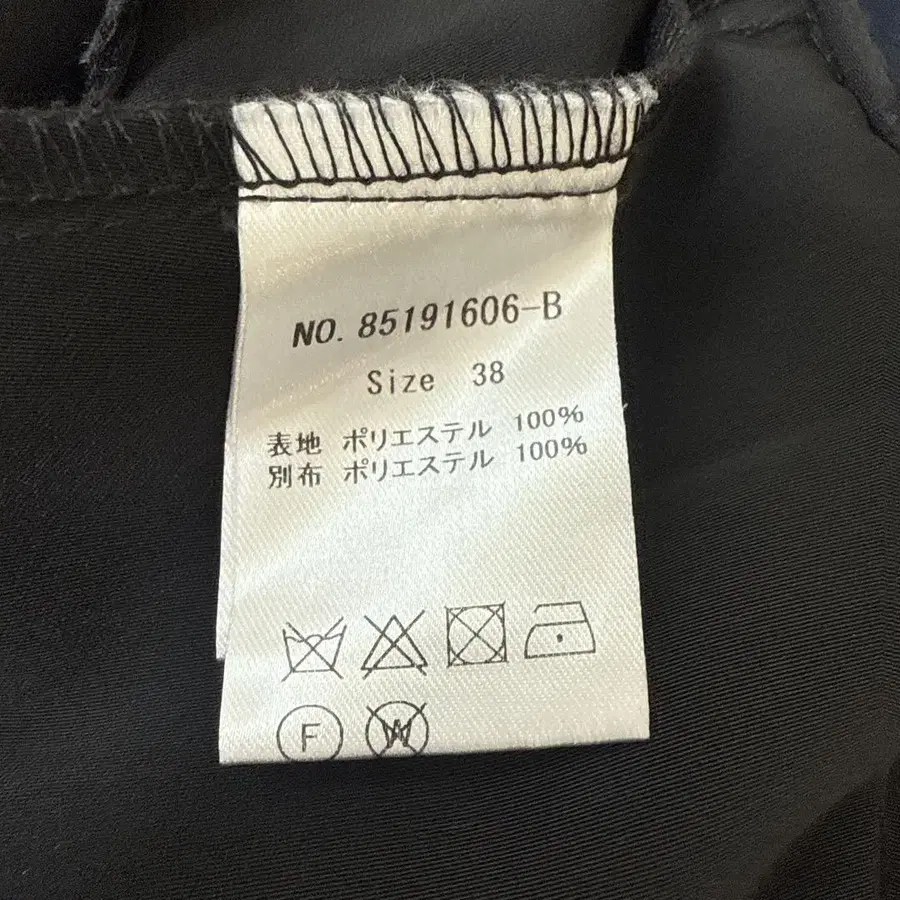 NO. 85191606-B
Size 38
表地 ポリエステル 100%
別布 ポリエステル 100%
F W